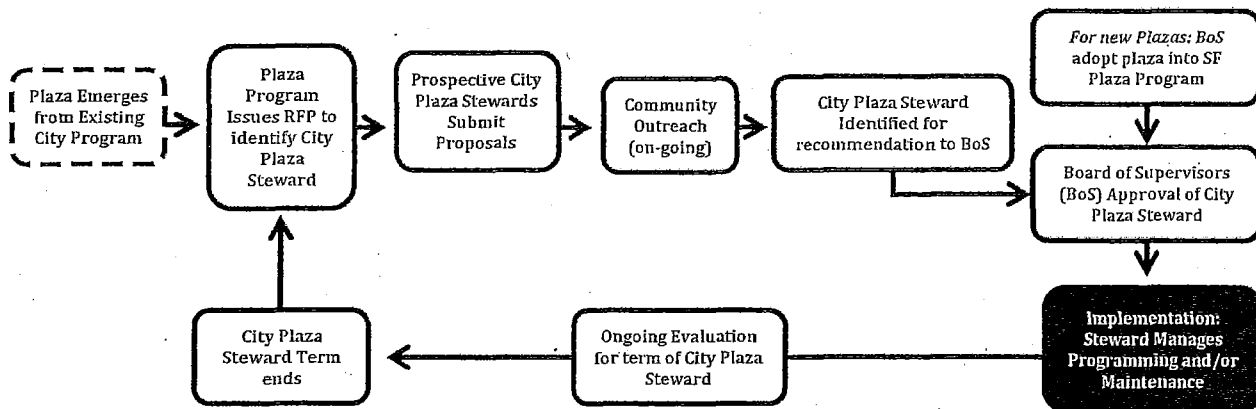 Plaza Emerges
from Existing
City Program
Plaza
Program
Issues RFP to
identify City
Plaza
Steward
Prospective City
Plaza Stewards
Submit
Proposals
Community
Outreach
(on-going)
City Plaza Steward
Identified for
recommendation to BoS
For new Plazas: BoS
adopt plaza into SF
Plaza Program
Board of Supervisors
(BoS) Approval of City
Plaza Steward
Implementation:
Steward Manages
Programming and/or
Maintenance
Ongoing Evaluation
for term of City Plaza
Steward
City Plaza
Steward Term
ends